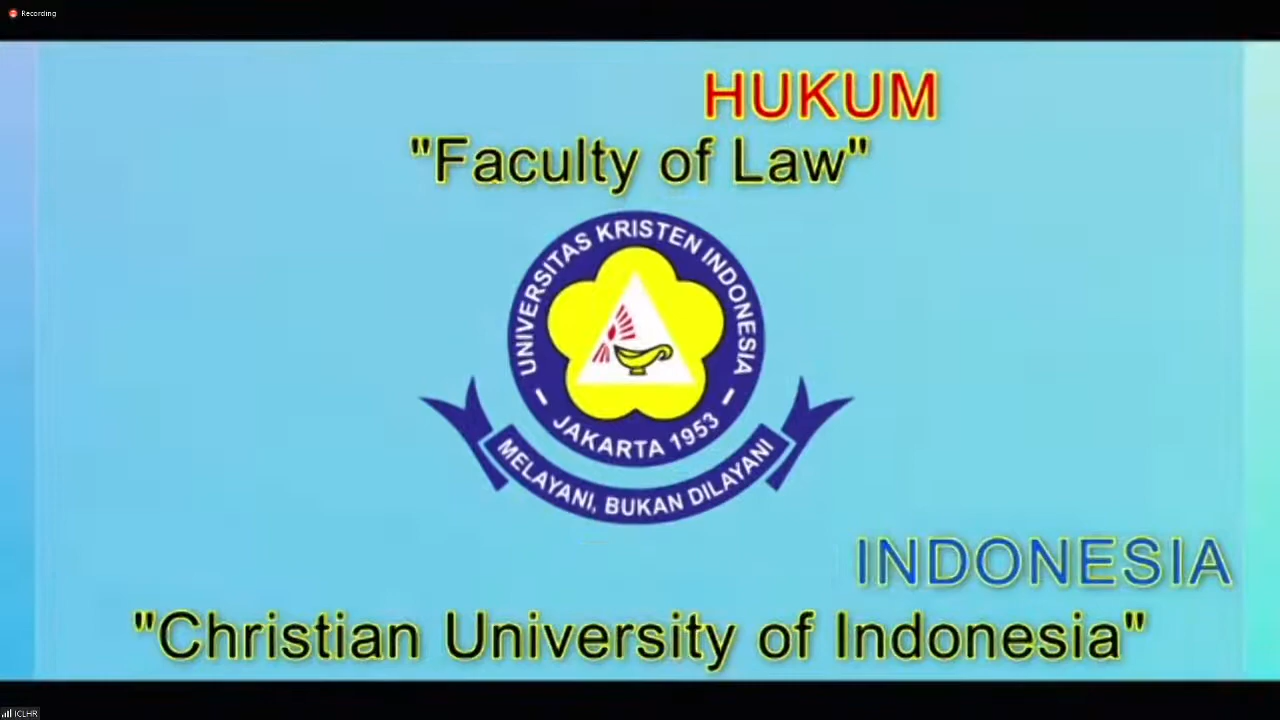 Recording
HUKUM
"Faculty of Law"
UNIVERSITAS KRISTEN INDONESIA
JAKARTA 1953
MELAYANI, BUKAN DILAYANI
INDONESIA
"Christian University of Indonesia"
ICLHR